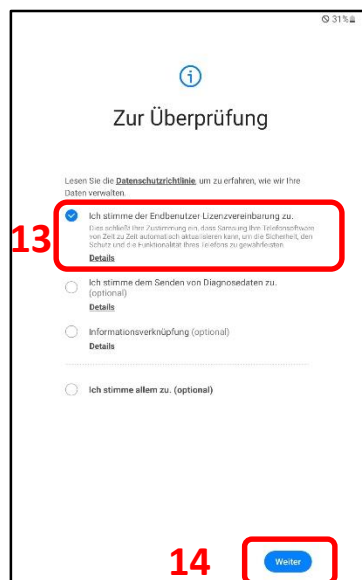 31%
Zur Überprüfung
Lesen Sie die Datenschutzrichtlinie, um zu erfahren, wie wir Ihre
Daten verwalten.
13
Ich stimme der Endbenutzer Lizenzvereinbarung zu.
Dies schließt Ihre Zustimmung ein, dass Samsung Ihre Telefonsoftware
von Zeit zu Zeit automatisch aktualisieren kann, um die Sicherheit, den
Schutz und die Funktionalität Ihres Telefons zu gewährleisten.
Details
Ich stimme dem Senden von Diagnosedaten zu.
(optional)
Details
Informationsverknüpfung (optional)
Details
Ich stimme allem zu. (optional)
14
Weiter